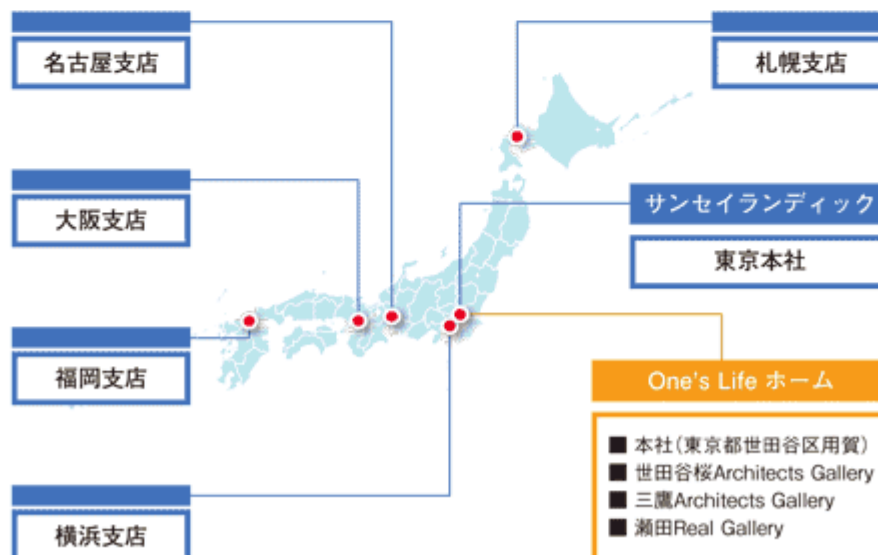 名古屋支店
札幌支店
大阪支店
サンセイランディック
東京本社
福岡支店
One's Life ホーム
■ 本社(東京都世田谷区用賀)
■ 世田谷桜Architects Gallery
■ 三鷹Architects Gallery
■ 瀬田Real Gallery
横浜支店